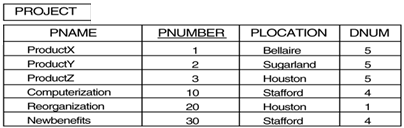 PROJECT
PNAME PNUMBER PLOCATION DNUM
ProductX 1 Bellaire 5
ProductY 2 Sugarland 5
ProductZ 3 Houston 5
Computerization 10 Stafford 4
Reorganization 20 Houston 1
Newbenefits 30 Stafford 4